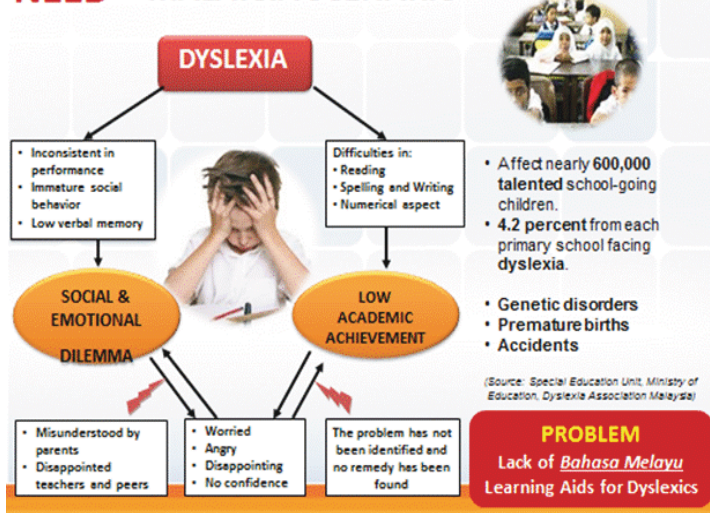 DYSLEXIA
• Inconsistent in
performance
• Immature social
behavior
• Low verbal memory
Difficulties in:
• Reading
• Spelling and Writing
• Numerical aspect
SOCIAL &
EMOTIONAL
DILEMMA
LOW
ACADEMIC
ACHIEVEMENT
• Misunderstood by
parents
• Disappointed
teachers and peers
• Worried
• Angry
• Disappointing
• No confidence
The problem has not
been identified and
no remedy has been
found
• Affect nearly 600,000
talented school-going
children.
• 4.2 percent from each
primary school facing
dyslexia.
• Genetic disorders
• Premature births
• Accidents
(Source: Special Education Unit, Ministry of
Education, Dyslexia Association Malaysia)
PROBLEM
Lack of Bahasa Melayu
Learning Aids for Dyslexics